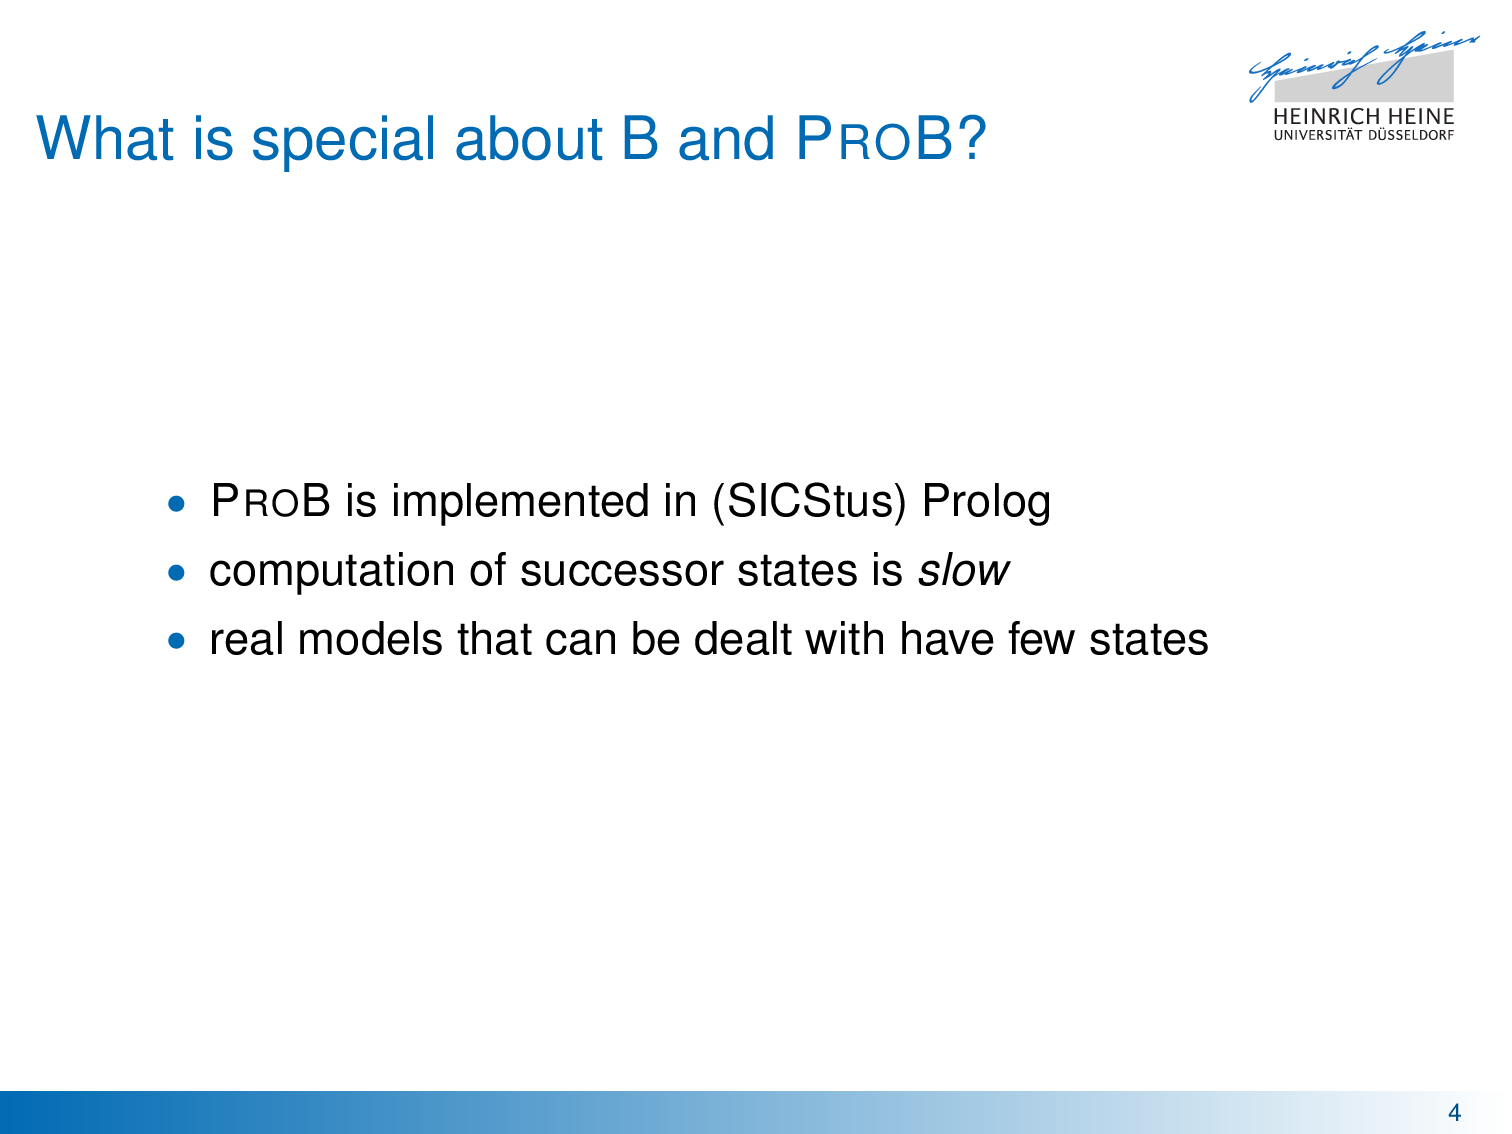 Heinrich Heine
HEINRICH HEINE
UNIVERSITÄT DÜSSELDORF
What is special about B and PROB?
• PROB is implemented in (SICStus) Prolog
• computation of successor states is slow
• real models that can be dealt with have few states
4